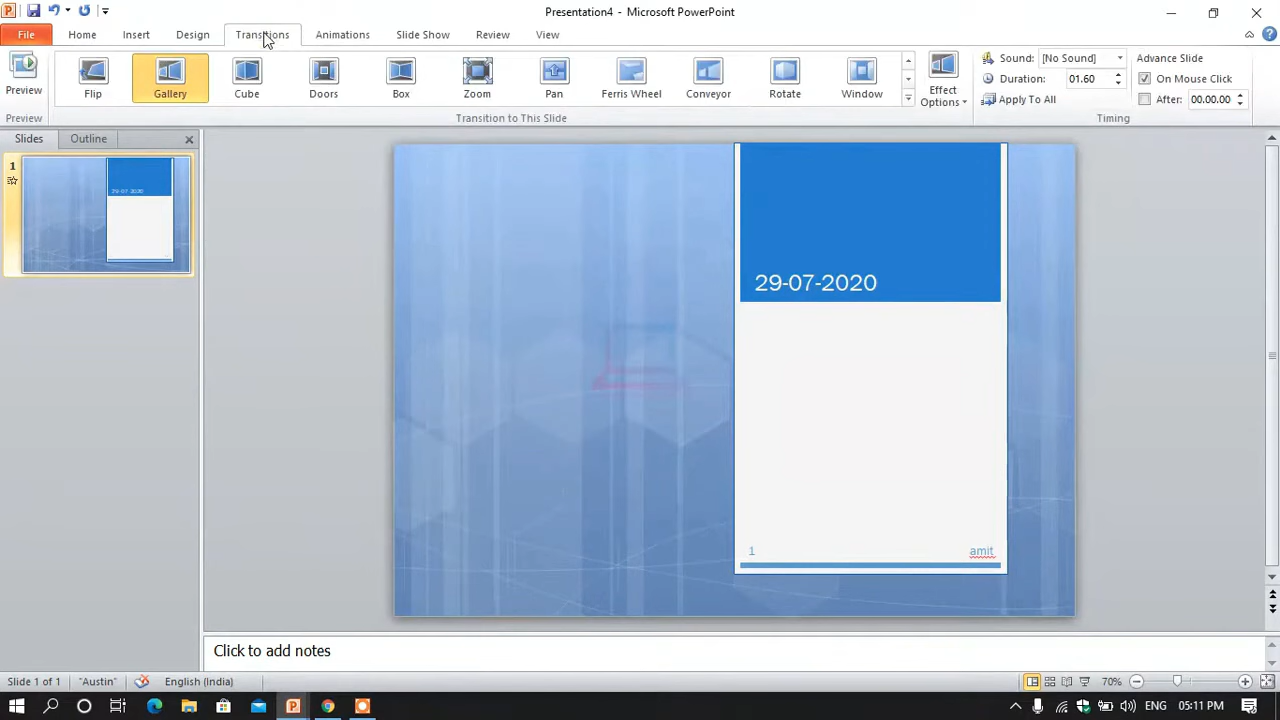 Presentation4 - Microsoft PowerPoint
File Home Insert Design Transitions Animations Slide Show Review View
Preview
Flip Gallery Cube Doors Box Zoom Pan Ferris Wheel Conveyor Rotate Window
Effect
Options
Sound: [No Sound]
Duration: 01.60
Apply To All
Advance Slide
On Mouse Click
After: 00:00.00
Preview Transition to This Slide Timing
Slides Outline
1
29-07-2020
29-07-2020
1 amit
Click to add notes
Slide 1 of 1 "Austin" English (India) 70%
ENG 05:11 PM